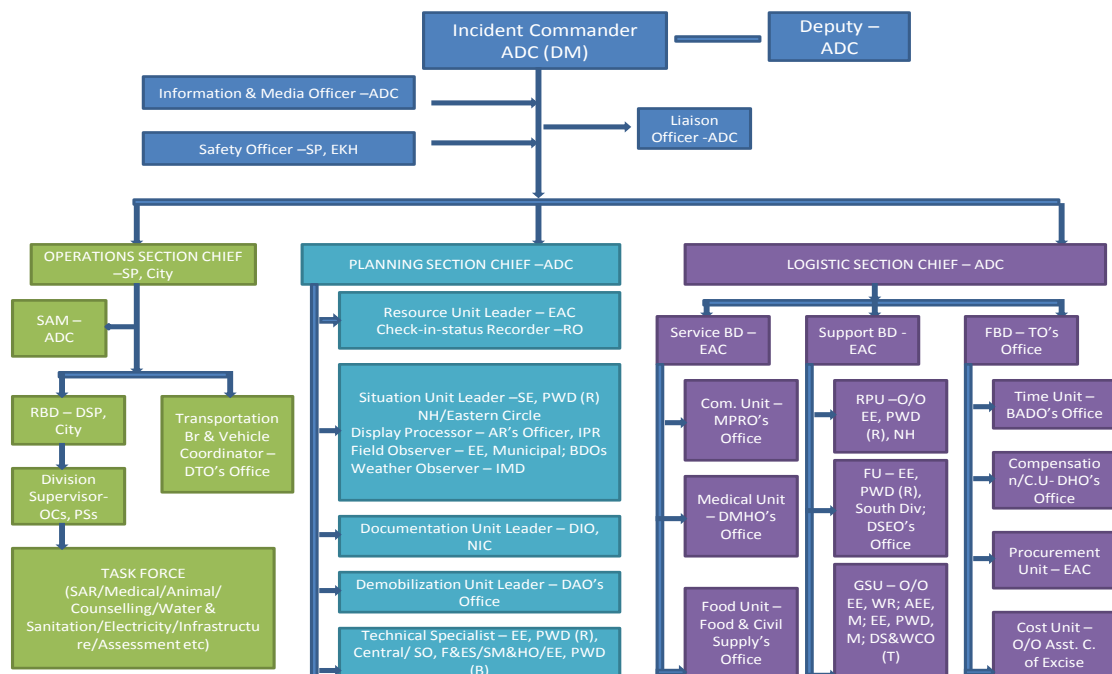 Incident Commander
ADC (DM)
Deputy –
ADC
Information & Media Officer –ADC
Liaison
Officer -ADC
Safety Officer –SP, EKH
OPERATIONS SECTION CHIEF
–SP, City
SAM –
ADC
RBD – DSP,
City
Transportation
Br & Vehicle
Coordinator –
DTO's Office
Division
Supervisor-
OCs, PSs
TASK FORCE
(SAR/Medical/Animal/
Counselling/Water &
Sanitation/Electricity/Infrastructu
re/Assessment etc)
PLANNING SECTION CHIEF –ADC
Resource Unit Leader – EAC
Check-in-status Recorder –RO
Situation Unit Leader –SE, PWD (R)
NH/Eastern Circle
Display Processor – AR's Officer, IPR
Field Observer – EE, Municipal; BDOs
Weather Observer – IMD
Documentation Unit Leader – DIO,
NIC
Demobilization Unit Leader – DAO's
Office
Technical Specialist – EE, PWD (R),
Central/ SO, F&ES/SM&HO/EE, PWD
(B)
LOGISTIC SECTION CHIEF – ADC
Service BD –
EAC
Com. Unit –
MPRO's
Office
Medical Unit
– DMHO's
Office
Food Unit –
Food & Civil
Supply's
Office
Support BD -
EAC
RPU –O/O
EE, PWD
(R), NH
FU – EE,
PWD (R),
South Div;
DSEO's
Office
GSU – O/O
EE, WR; AEE,
M; EE, PWD,
M; DS&WCO
(T)
FBD – TO's
Office
Time Unit –
BADO's Office
Compensatio
n/C.U- DHO's
Office
Procurement
Unit – EAC
Cost Unit –
O/O Asst. C.
of Excise